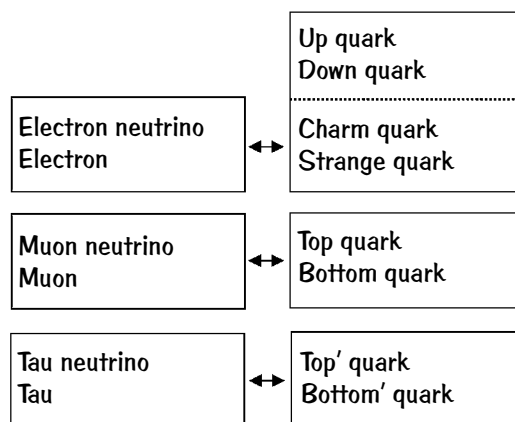 Up quark
Down quark
Electron neutrino
Electron
Charm quark
Strange quark
Muon neutrino
Muon
Top quark
Bottom quark
Tau neutrino
Tau
Top' quark
Bottom' quark